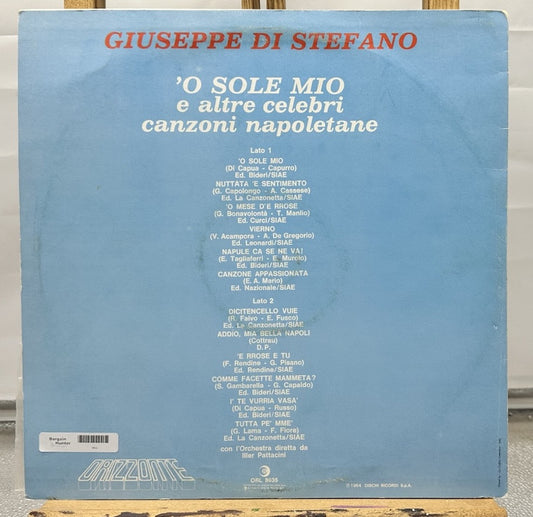 GIUSEPPE DI STEFANO
'O SOLE MIO
e altre celebri
canzoni napoletane
Lato 1
'O SOLE MIO
(Di Capua - Capurro)
Ed. Bideri/SIAE
NUTTATA 'E SENTIMENTO
(G. Capolongo - A. Cassese)
Ed. La Canzonetta/SIAE
'O MESE D'E RROSE
(G. Bonavolontà - T. Manlio)
Ed. Curci/SIAE
VIERNO
(V. Acampora - A. De Gregorio)
Ed. Leonardi/SIAE
NAPULE CA SE NE VA!
(E. Tagliaferri - E. Murolo)
Ed. Bideri/SIAE
CANZONE APPASSIONATA
(E. A. Mario)
Ed. Nazionale/SIAE
Lato 2
DICITENCELLO VUIE
(R. Falvo - E. Fusco)
Ed. La Canzonetta/SIAE
ADDIO, MIA BELLA NAPOLI
(Cottrau)
D.P.
'E RROSE E TU
(F. Rendine - G. Pisano)
Ed. Rendine/SIAE
COMME FACETTE MAMMETA?
(S. Gambarella - G. Capaldo)
Ed. Bideri/SIAE
I' TE VURRIA VASA'
(Di Capua - Russo)
Ed. Bideri/SIAE
TUTTA PE' MME'
(G. Lama - F. Fiore)
Ed. La Canzonetta/SIAE
con l'Orchestra diretta da
Iller Pattacini
Bargain
Hunter
ORIZZONTE
ORL 8635
℗ 1964 DISCHI RICORDI S.p.A.